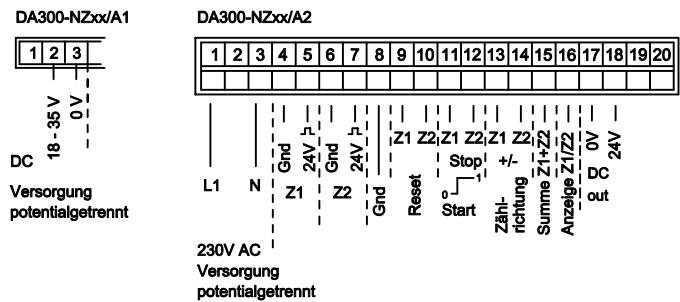 DA300-NZxx/A1
1 2 3
18 - 35 V
0 V
DC
Versorgung
potentialgetrennt
DA300-NZxx/A2
1 2 3 4 5 6 7 8 9 10 11 12 13 14 15 16 17 18 19 20
L1
N
Gnd
24V
Z1
Gnd
24V
Z2
Gnd
Z1 Z2
Reset
Z1 Z2
Stop
0 1
Start
Z1 Z2
+/-
Zähl-
richtung
Summe Z1+Z2
Anzeige Z1/Z2
0V
24V
DC
out
230V AC
Versorgung
potentialgetrennt